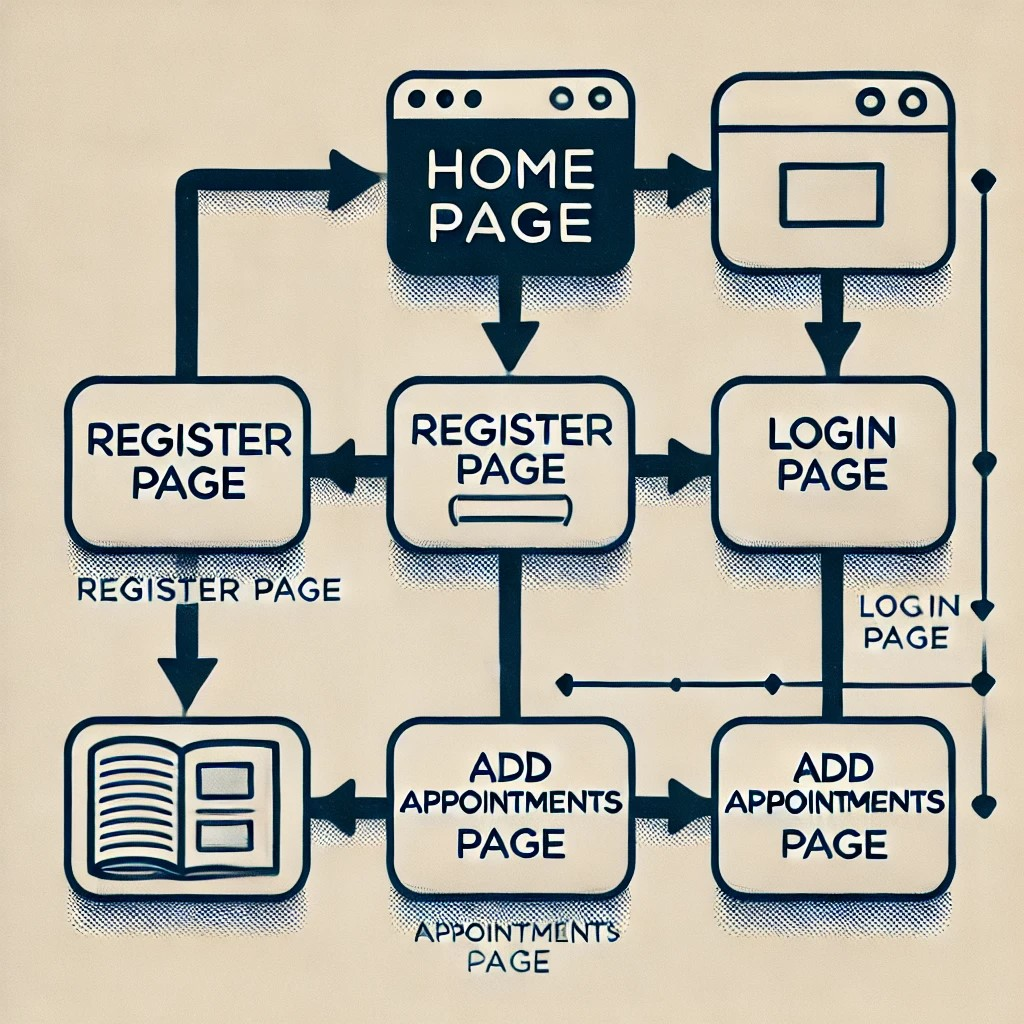 HOME
PAGE
REGISTER
PAGE
REGISTER
PAGE
LOGIN
PAGE
REGISTER PAGE
LOGIN
PAGE
ADD
APPOINTMENTS
PAGE
ADD
APPOINTMENTS
PAGE
APPOINTMENTS
PAGE